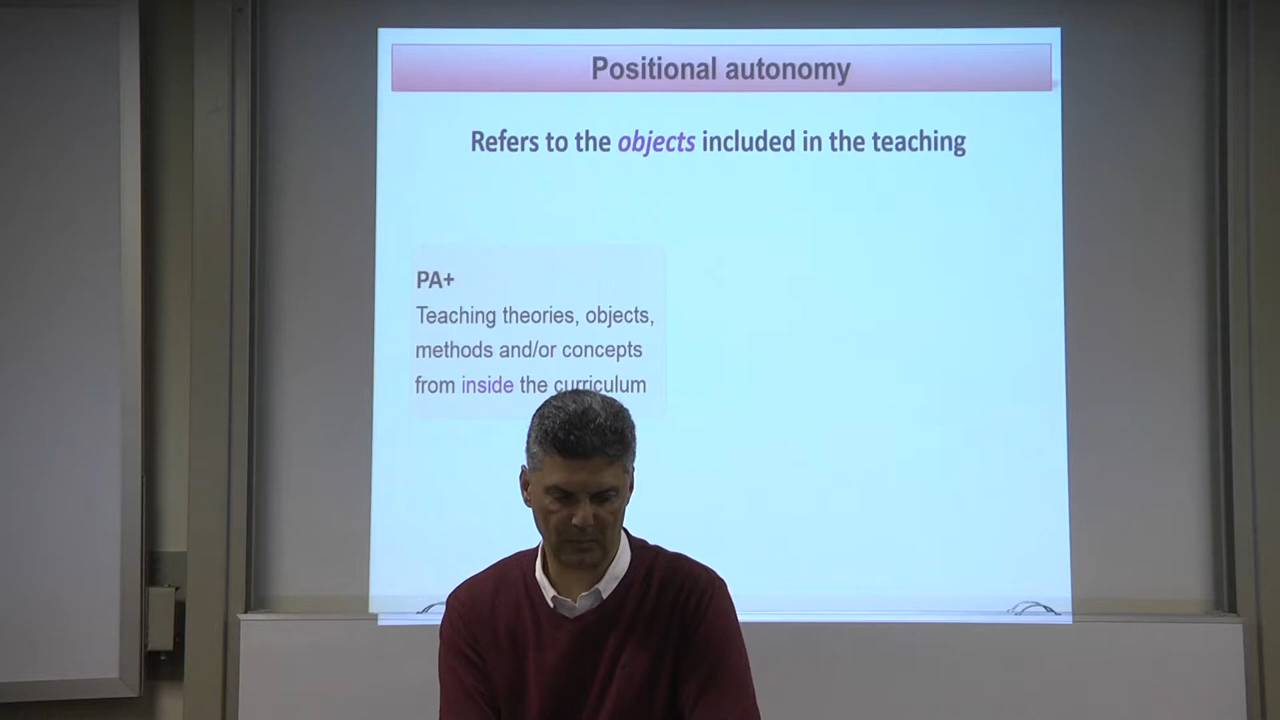 Positional autonomy
Refers to the objects included in the teaching
PA+
Teaching theories, objects,
methods and/or concepts
from inside the curriculum